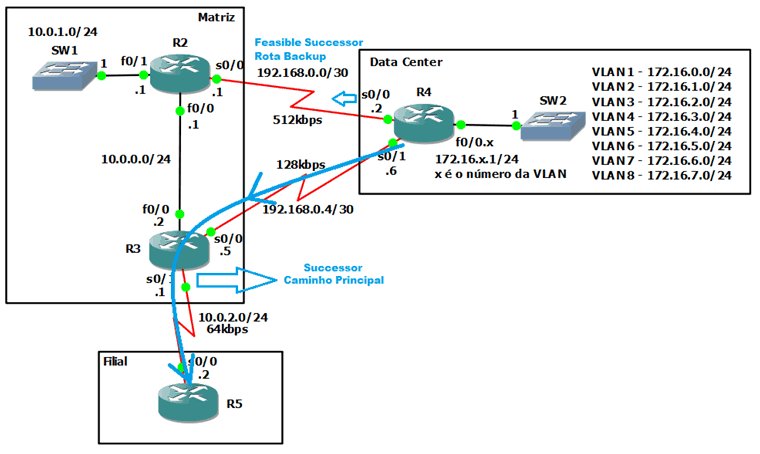 Matriz
10.0.1.0/24
SW1
1
f0/1
.1
R2
s0/0
.1
f0/0
.1
Feasible Successor
Rota Backup
192.168.0.0/30
512kbps
Data Center
s0/0
.2
R4
s0/1
.6
f0/0.x
172.16.x.1/24
x é o número da VLAN
1
SW2
VLAN1 - 172.16.0.0/24
VLAN2 - 172.16.1.0/24
VLAN3 - 172.16.2.0/24
VLAN4 - 172.16.3.0/24
VLAN5 - 172.16.4.0/24
VLAN6 - 172.16.5.0/24
VLAN7 - 172.16.6.0/24
VLAN8 - 172.16.7.0/24
10.0.0.0/24
128kbps
192.168.0.4/30
f0/0
.2
R3
s0/0
.5
s0/1
.1
Successor
Caminho Principal
10.0.2.0/24
64kbps
Filial
s0/0
.2
R5